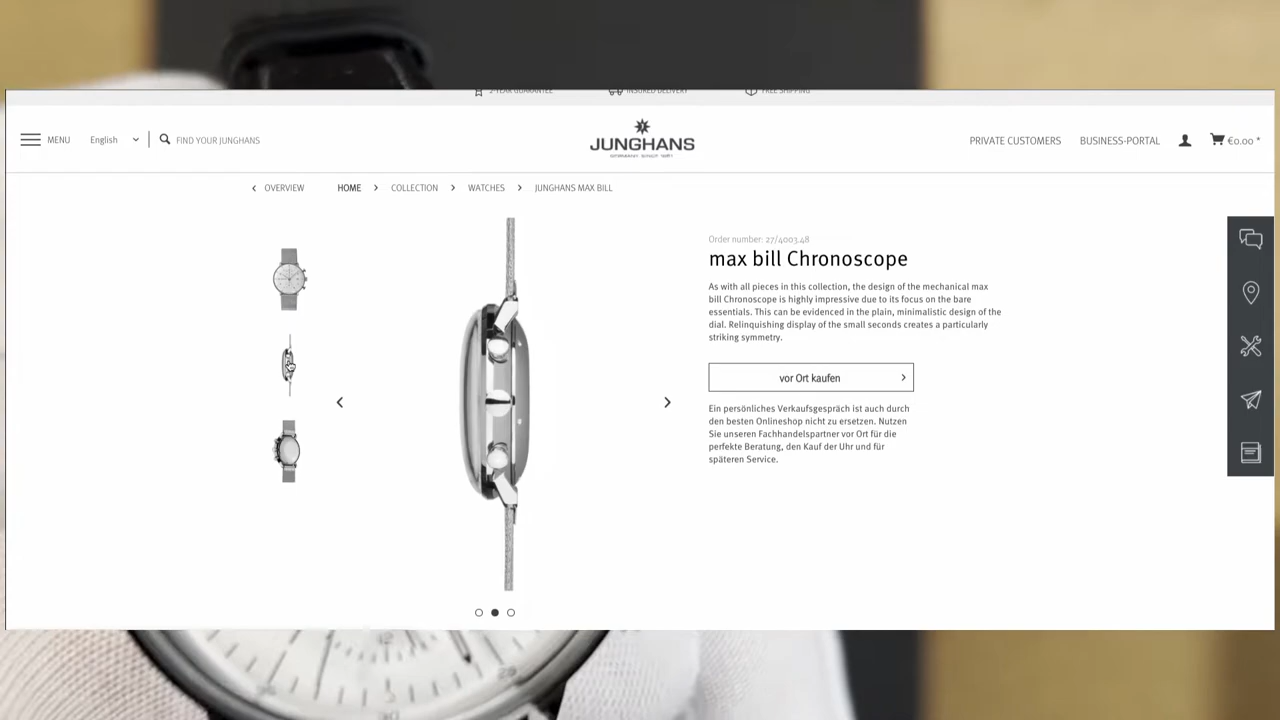 2-YEAR GUARANTEE INSURED DELIVERY FREE SHIPPING
MENU English FIND YOUR JUNGHANS
JUNGHANS
PRIVATE CUSTOMERS BUSINESS-PORTAL €0.00 *
OVERVIEW HOME COLLECTION WATCHES JUNGHANS MAX BILL
Order number: 27/4003.48
max bill Chronoscope
As with all pieces in this collection, the design of the mechanical max
bill Chronoscope is highly impressive due to its focus on the bare
essentials. This can be evidenced in the plain, minimalistic design of the
dial. Relinquishing display of the small seconds creates a particularly
striking symmetry.
vor Ort kaufen
Ein persönliches Verkaufsgespräch ist auch durch
den besten Onlineshop nicht zu ersetzen. Nutzen
Sie unseren Fachhandelspartner vor Ort für die
perfekte Beratung, den Kauf der Uhr und für
späteren Service.